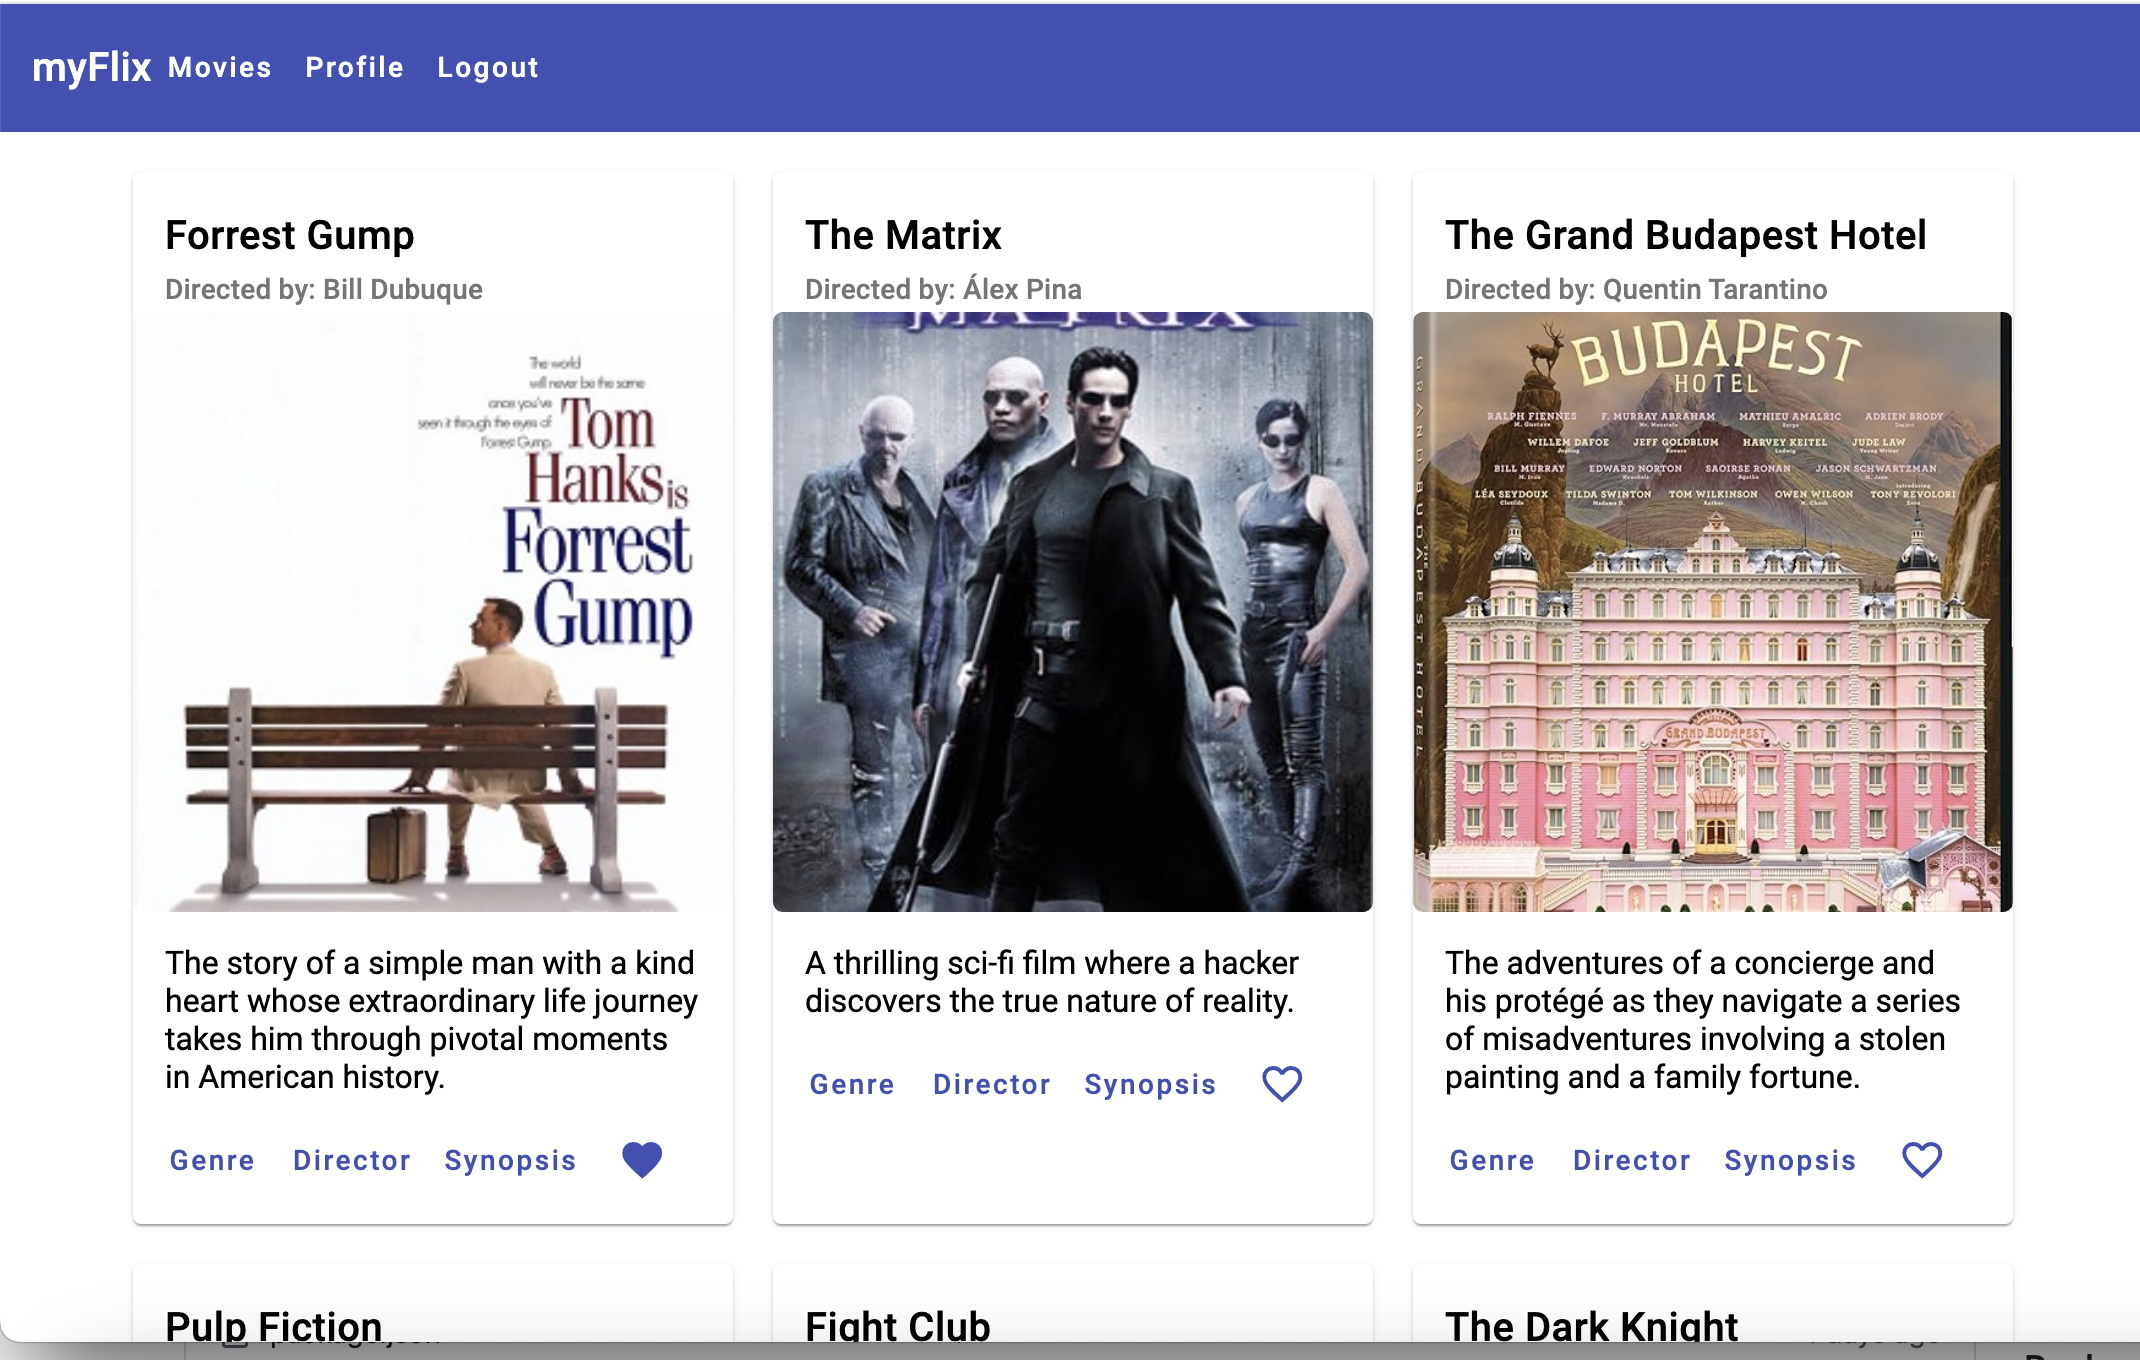 myFlix Movies Profile Logout
Forrest Gump
Directed by: Bill Dubuque
The world
will never be the same
once you've
seen it through the eyes of
Forrest Gump.
Tom
Hanks is
Forrest
Gump
The story of a simple man with a kind
heart whose extraordinary life journey
takes him through pivotal moments
in American history.
Genre Director Synopsis
The Matrix
Directed by: Álex Pina
MATRIX
A thrilling sci-fi film where a hacker
discovers the true nature of reality.
Genre Director Synopsis
The Grand Budapest Hotel
Directed by: Quentin Tarantino
BUDAPEST
HOTEL
RALPH FIENNES F. MURRAY ABRAHAM MATHIEU AMALRIC ADRIEN BRODY
M. Gustave
WILLEM DAFOE JEFF GOLDBLUM HARVEY KEITEL JUDE LAW
Young Writer
BILL MURRAY EDWARD NORTON SAOIRSE RONAN JASON SCHWARTZMAN
LÉA SEYDOUX TILDA SWINTON TOM WILKINSON OWEN WILSON introducing TONY REVOLORI
THE GRAND BUDAPEST HOTEL
GRAND BUDAPEST
The adventures of a concierge and
his protégé as they navigate a series
of misadventures involving a stolen
painting and a family fortune.
Genre Director Synopsis
Pulp Fiction
Fight Club
The Dark Knight